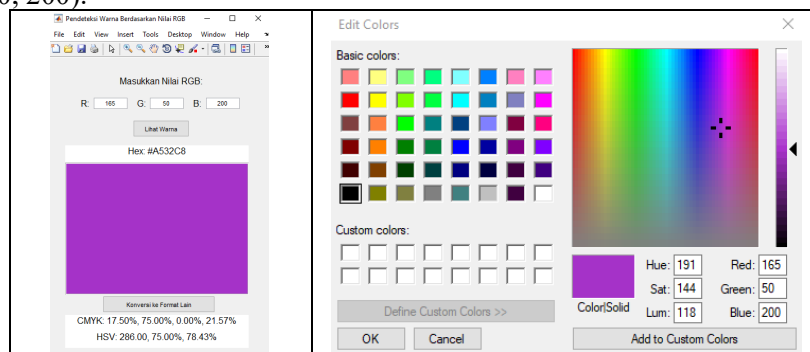 0, 200).
Pendeteksi Warna Berdasarkan Nilai RGB
File Edit View Insert Tools Desktop Window Help
Masukkan Nilai RGB:
R: 165 G: 50 B: 200
Lihat Warna
Hex: #A532C8
Konversi ke Format Lain
CMYK: 17.50%, 75.00%, 0.00%, 21.57%
HSV: 286.00, 75.00%, 78.43%
Edit Colors
Basic colors:
Custom colors:
Define Custom Colors >>
OK Cancel
Color|Solid
Hue: 191 Red: 165
Sat: 144 Green: 50
Lum: 118 Blue: 200
Add to Custom Colors